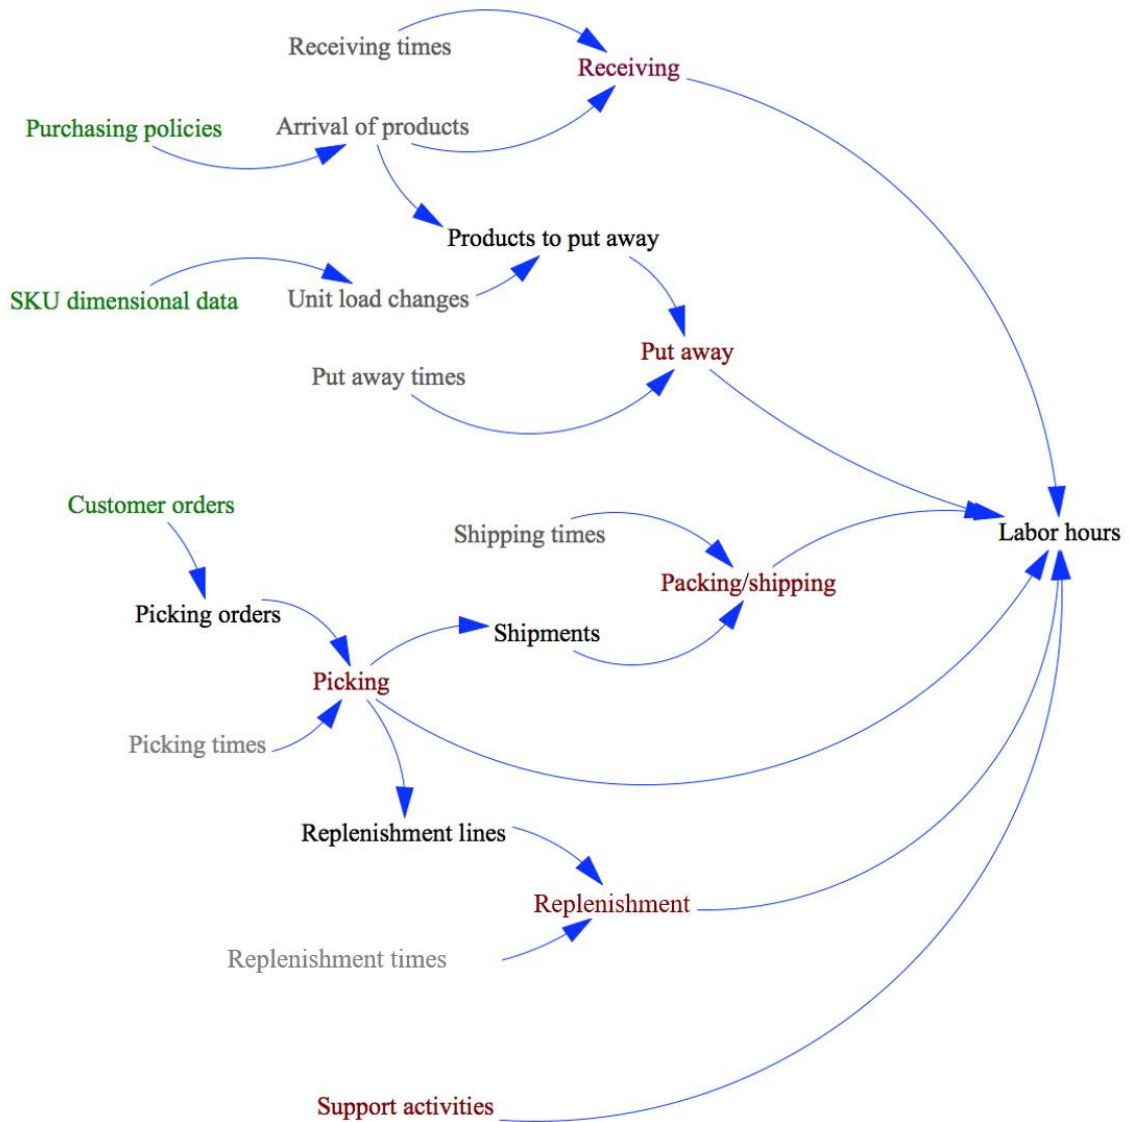 Receiving times
Receiving
Purchasing policies
Arrival of products
Products to put away
SKU dimensional data
Unit load changes
Put away
Put away times
Customer orders
Shipping times
Labor hours
Packing/shipping
Picking orders
Shipments
Picking
Picking times
Replenishment lines
Replenishment
Replenishment times
Support activities